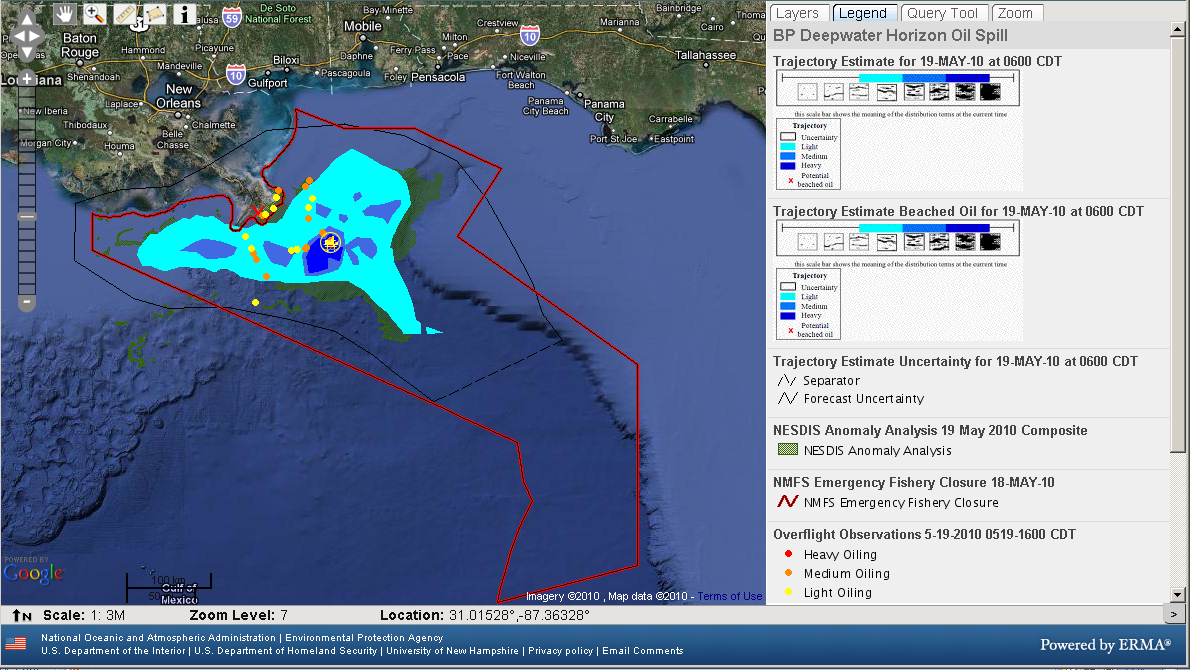 De Soto
National Forest
59
31
10
10
Bay Minette
Mobile
Crestview
Milton
Marianna
Bainbridge
Cairo
Thoma
Baton
Rouge
Hammond
Picayune
Mandeville
Biloxi
Gulfport
Pascagoula
Daphne
Ferry Pass
Pace
Foley
Pensacola
Niceville
Fort Walton
Beach
Tallahassee
Shenandoah
Laplace
New
Orleans
Chalmette
Belle
Chasse
New Iberia
Thibodaux
Houma
Morgan City
Panama
City Beach
Panama
City
Carrabelle
Port St Joe
Eastpoint
POWERED BY
Google
100 km
Gulf of
Mexico
Imagery ©2010 , Map data ©2010 - Terms of Use
Layers Legend Query Tool Zoom
BP Deepwater Horizon Oil Spill
Trajectory Estimate for 19-MAY-10 at 0600 CDT
this scale bar shows the meaning of the distribution terms at the current time
Trajectory
Uncertainty
Light
Medium
Heavy
x Potential
beached oil
Trajectory Estimate Beached Oil for 19-MAY-10 at 0600 CDT
this scale bar shows the meaning of the distribution terms at the current time
Trajectory
Uncertainty
Light
Medium
Heavy
x Potential
beached oil
Trajectory Estimate Uncertainty for 19-MAY-10 at 0600 CDT
Separator
Forecast Uncertainty
NESDIS Anomaly Analysis 19 May 2010 Composite
NESDIS Anomaly Analysis
NMFS Emergency Fishery Closure 18-MAY-10
NMFS Emergency Fishery Closure
Overflight Observations 5-19-2010 0519-1600 CDT
Heavy Oiling
Medium Oiling
Light Oiling
N Scale: 1: 3M Zoom Level: 7 Location: 31.01528°,-87.36328°
National Oceanic and Atmospheric Administration | Environmental Protection Agency
U.S. Department of the Interior | U.S. Department of Homeland Security | University of New Hampshire | Privacy policy | Email Comments
Powered by ERMA®